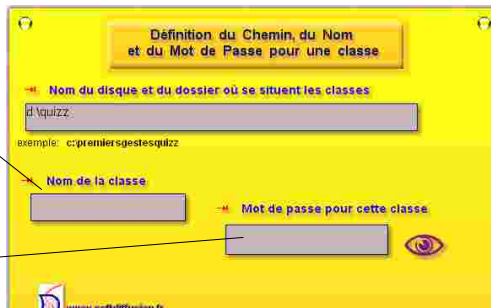 Définition du Chemin, du Nom
et du Mot de Passe pour une classe
Nom du disque et du dossier où se situent les classes
d:\quizz
exemple: c:\premiersgestesquizz
Nom de la classe
Mot de passe pour cette classe